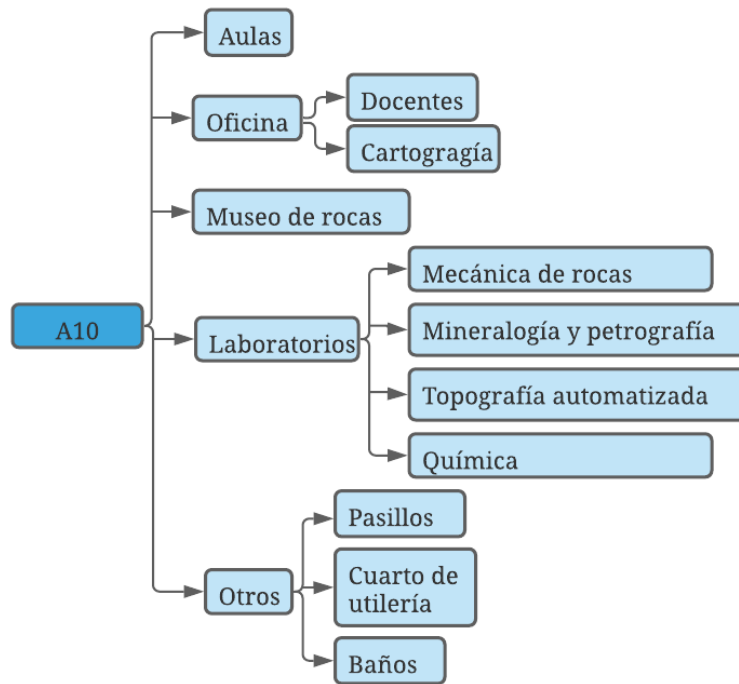 Aulas
Oficina
Docentes
Cartogragía
Museo de rocas
A10
Laboratorios
Mecánica de rocas
Mineralogía y petrografía
Topografía automatizada
Química
Otros
Pasillos
Cuarto de
utilería
Baños